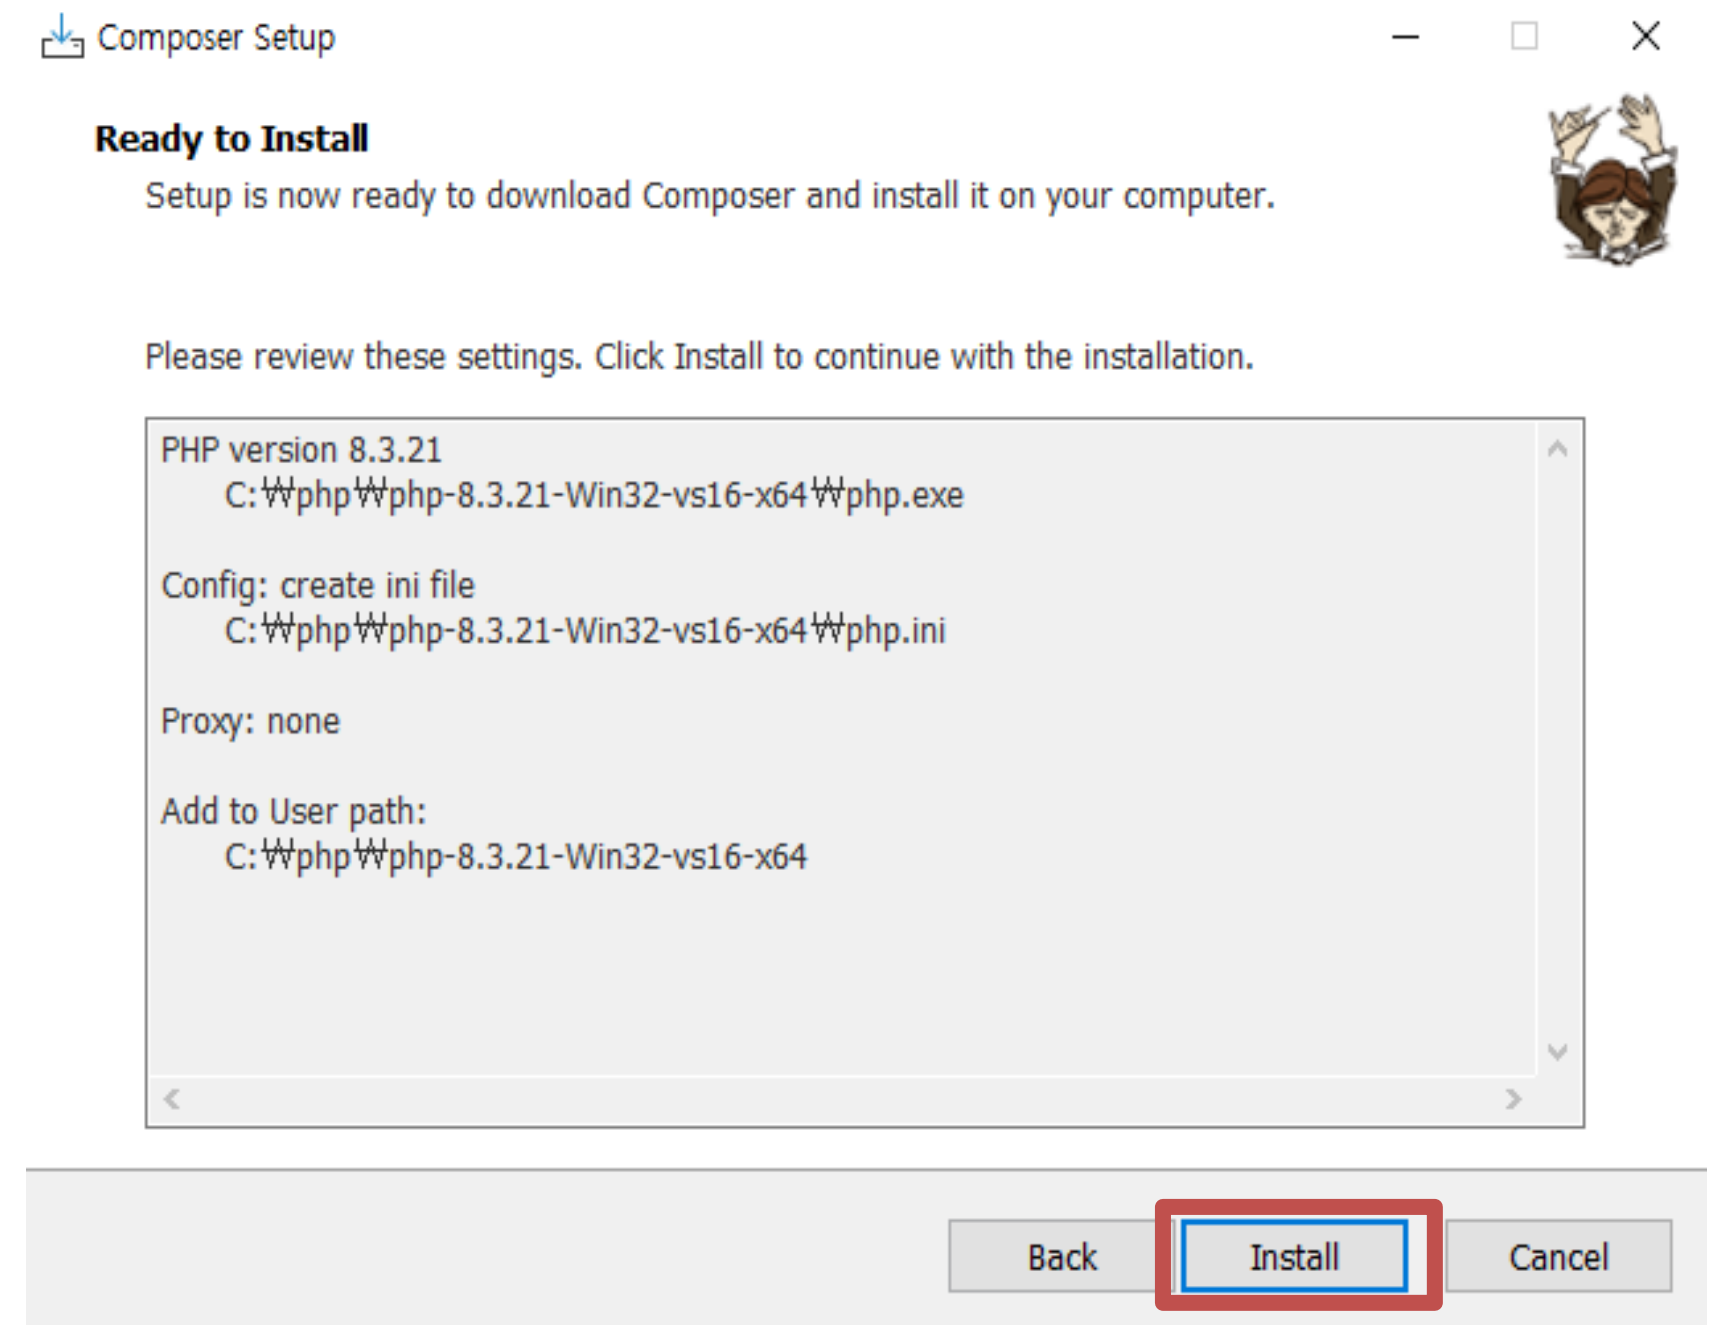 Composer Setup
Ready to Install
Setup is now ready to download Composer and install it on your computer.
Please review these settings. Click Install to continue with the installation.
PHP version 8.3.21
C:₩php₩php-8.3.21-Win32-vs16-x64₩php.exe
Config: create ini file
C:₩php₩php-8.3.21-Win32-vs16-x64₩php.ini
Proxy: none
Add to User path:
C:₩php₩php-8.3.21-Win32-vs16-x64
Back Install Cancel